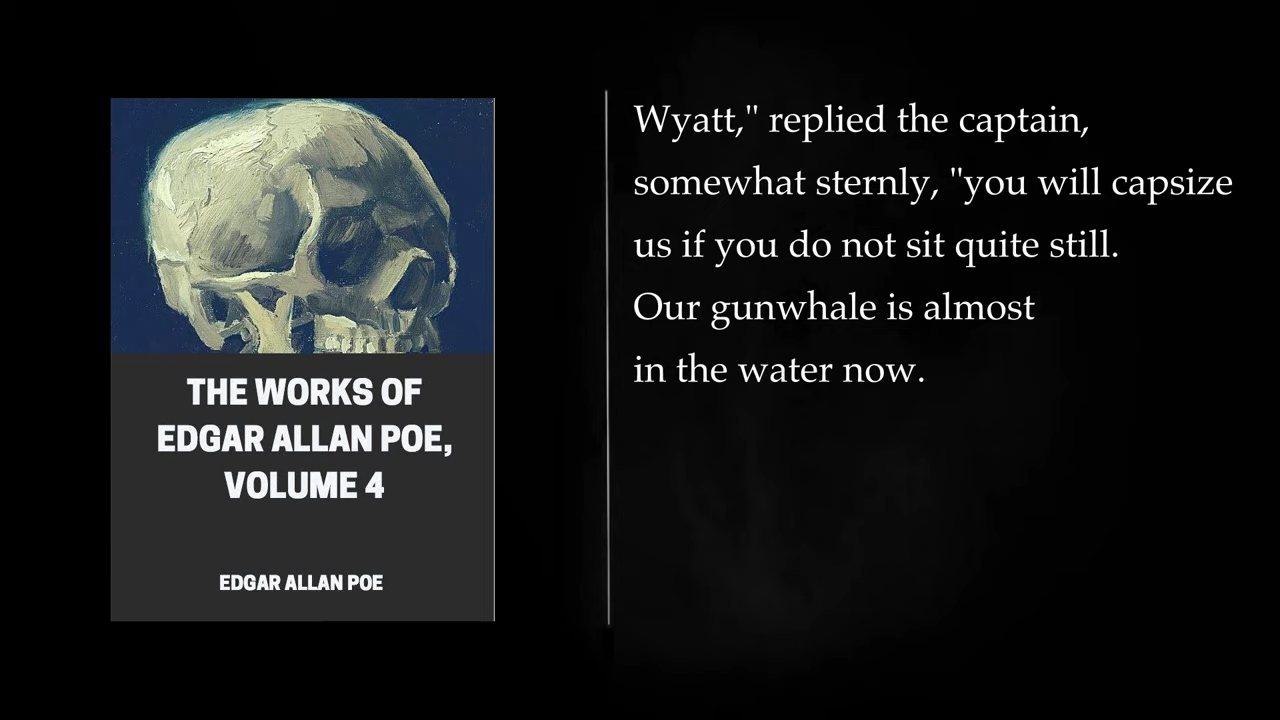 THE WORKS OF
EDGAR ALLAN POE,
VOLUME 4
EDGAR ALLAN POE
Wyatt," replied the captain,
somewhat sternly, "you will capsize
us if you do not sit quite still.
Our gunwhale is almost
in the water now.